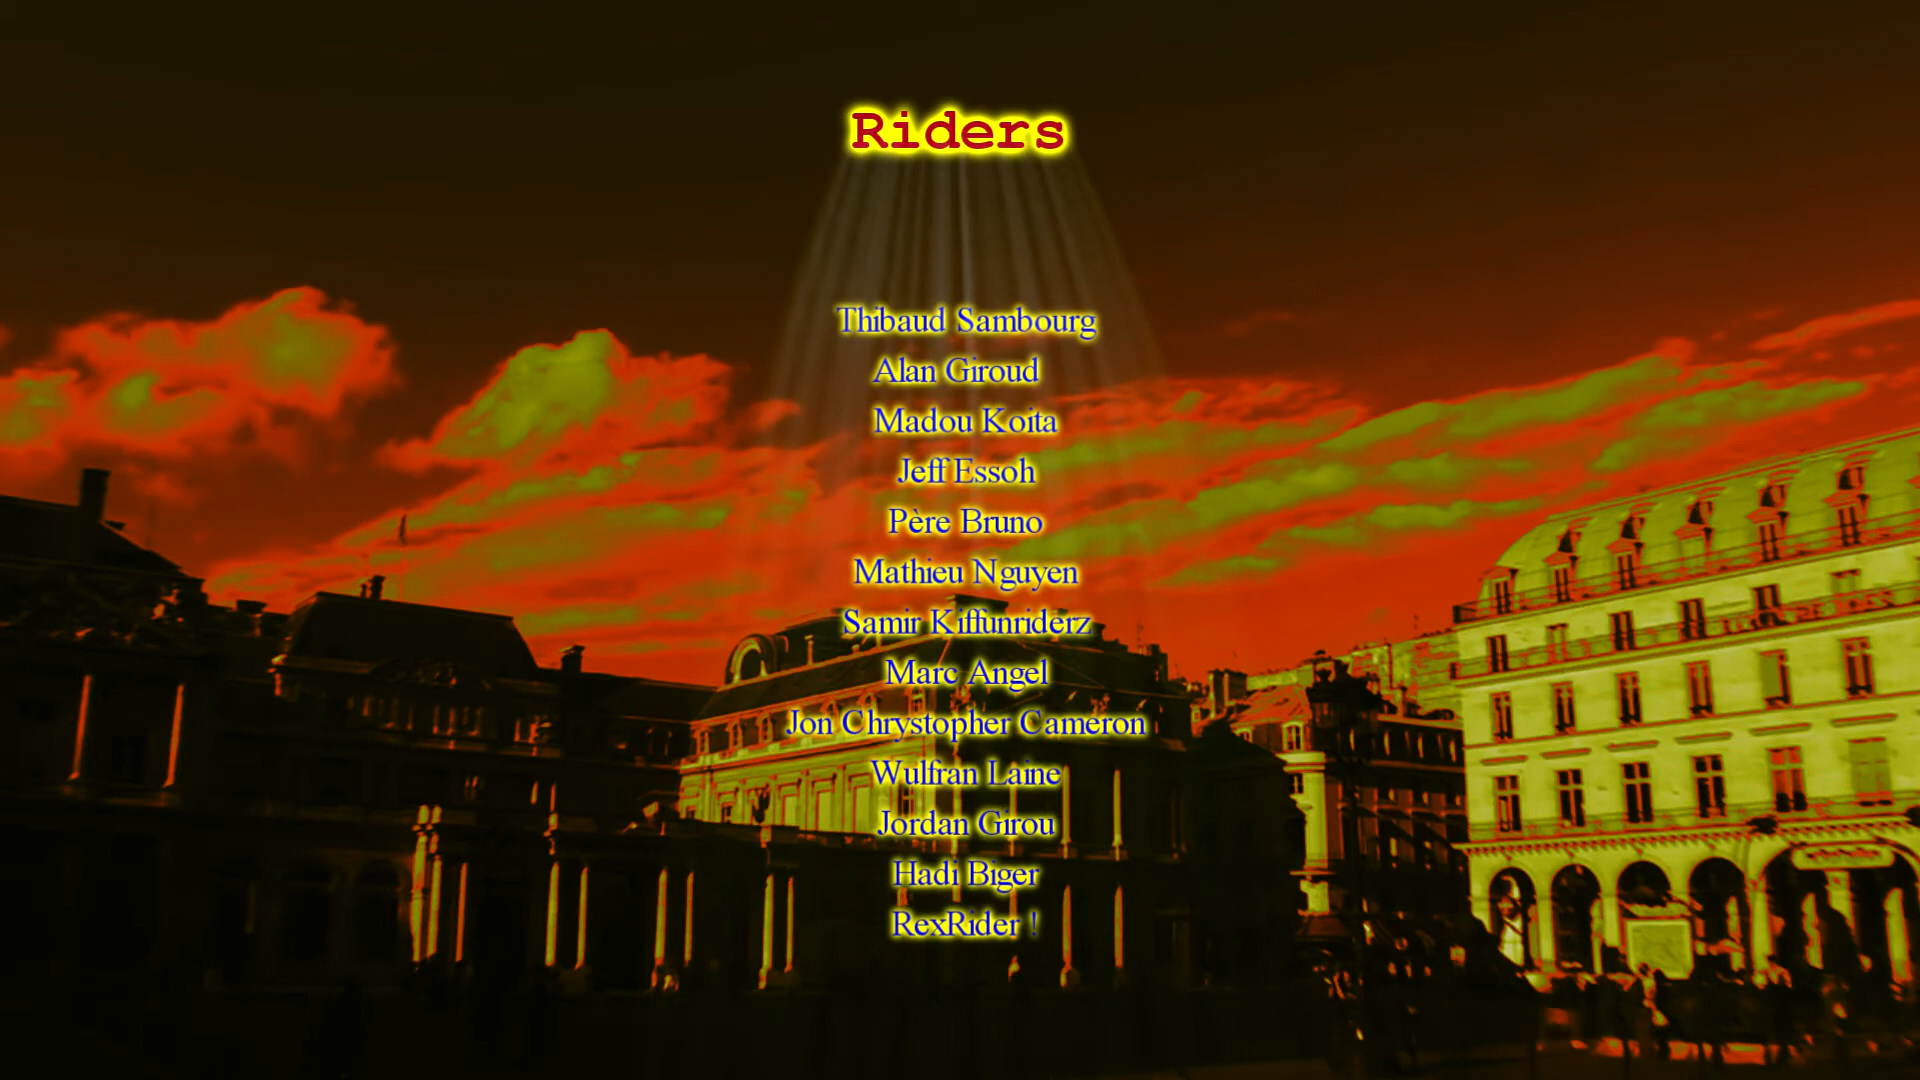 Riders
Thibaud Sambourg
Alan Giroud
Madou Koita
Jeff Essoh
Père Bruno
Mathieu Nguyen
Samir Kiffunriderz
Marc Angel
Jon Chrystopher Cameron
Wulfran Laine
Jordan Girou
Hadi Biger
RexRider !